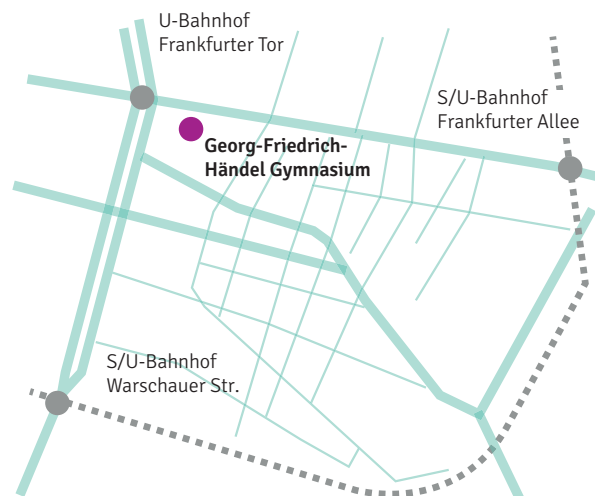 U-Bahnhof
Frankfurter Tor
S/U-Bahnhof
Frankfurter Allee
Georg-Friedrich-
Händel Gymnasium
S/U-Bahnhof
Warschauer Str.